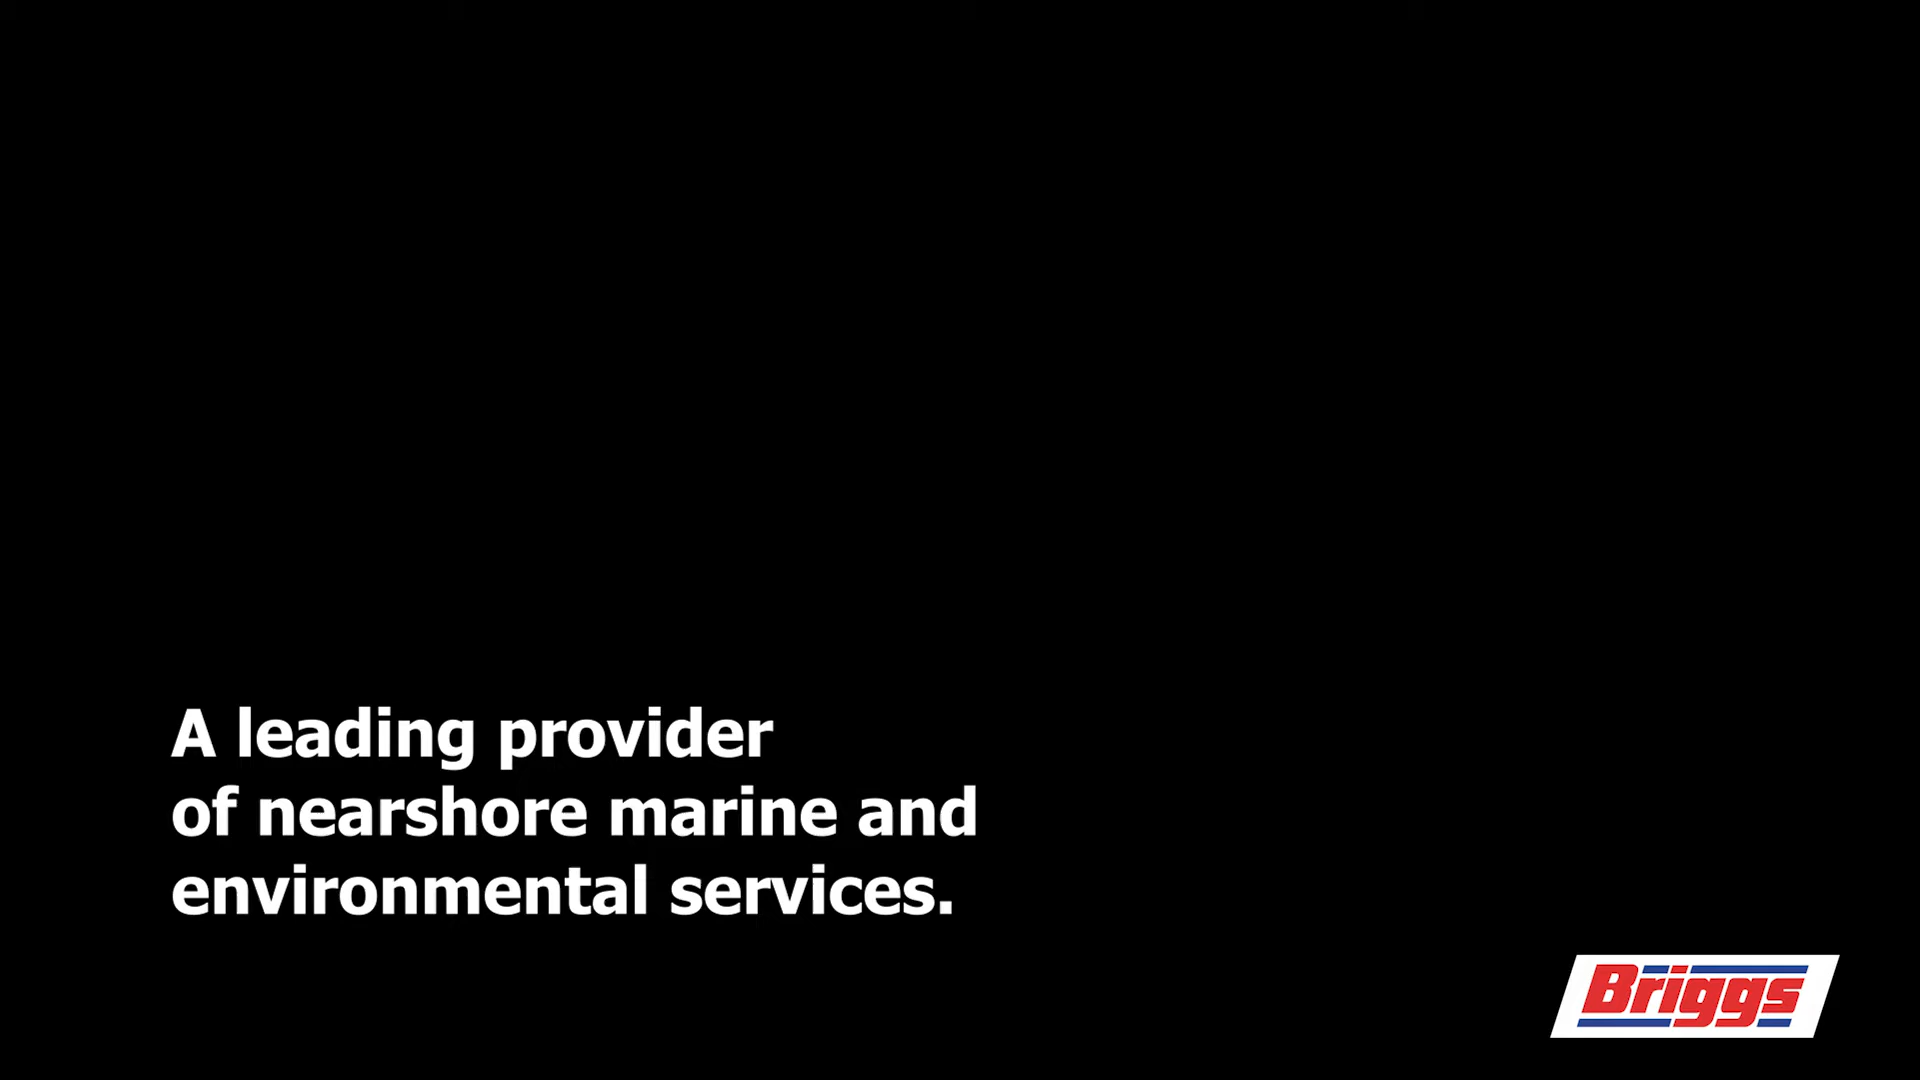 A leading provider
of nearshore marine and
environmental services.
Briggs